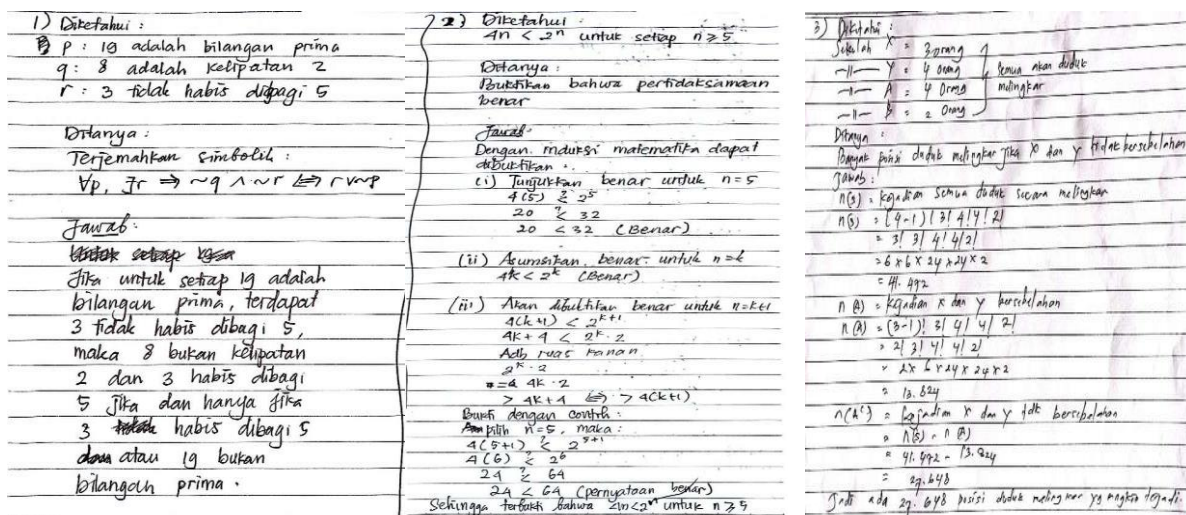 1) Diketahui :
p : 19 adalah bilangan prima
q : 8 adalah kelipatan 2
r : 3 tidak habis dibagi 5
Ditanya :
Terjemahkan simbolik :
∀p, ∃r ⇒ ~q ∧ ~r ⇔ r ∨ ~p
Jawab :
Jika untuk setiap 19 adalah
bilangan prima, terdapat
3 tidak habis dibagi 5,
maka 8 bukan kelipatan
2 dan 3 habis dibagi
5 jika dan hanya jika
3 habis dibagi 5
atau 19 bukan
bilangan prima.
2) Diketahui :
4n < 2ⁿ untuk setiap n ≥ 5
Ditanya :
Buktikan bahwa pertidaksamaan
benar
Jawab:
Dengan induksi matematika dapat
dibuktikan :
(i) Tunjukkan benar untuk n = 5
4(5) <? 2⁵
20 <? 32
20 < 32 (Benar)
(ii) Asumsikan benar untuk n = k
4k < 2ᵏ (Benar)
(iii) Akan dibuktikan benar untuk n = k+1
4(k+1) < 2ᵏ⁺¹
4k + 4 < 2ᵏ . 2
Adb ruas kanan
2ᵏ . 2
= 4k . 2
> 4k + 4 ⇔ > 4(k+1)
Bukti dengan contoh :
pilih n = 5, maka :
4(5+1) <? 2⁵⁺¹
4(6) <? 2⁶
24 <? 64
24 < 64 (pernyataan benar)
Sehingga terbukti bahwa 4n < 2ⁿ untuk n ≥ 5
3) Diketahui :
Sekolah X = 3 orang
—11— Y = 4 orang
—11— A = 4 orang
—11— B = 2 orang
semua akan duduk
melingkar
Ditanya :
Banyak posisi duduk melingkar jika X dan Y tidak bersebelahan
Jawab :
n(s) = kejadian semua duduk secara melingkar
n(s) = (4-1)! 3! 4! 4! 2!
= 3! 3! 4! 4! 2!
= 6 x 6 x 24 x 24 x 2
= 41.472
n(A) = kejadian X dan Y bersebelahan
n(A) = (3-1)! 3! 4! 4! 2!
= 2! 3! 4! 4! 2!
= 2 x 6 x 24 x 24 x 2
= 13.824
n(A') = kejadian X dan Y tdk bersebelahan
= n(S) - n(A)
= 41.472 - 13.824
= 27.648
Jadi ada 27.648 posisi duduk melingkar yg mungkin terjadi.